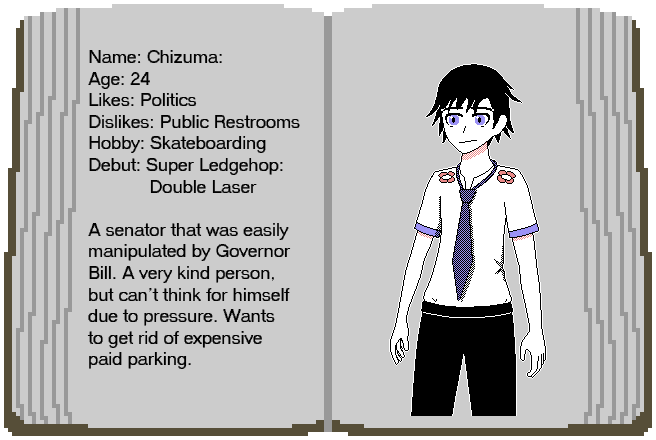 Name: Chizuma:
Age: 24
Likes: Politics
Dislikes: Public Restrooms
Hobby: Skateboarding
Debut: Super Ledgehop:
Double Laser
A senator that was easily
manipulated by Governor
Bill. A very kind person,
but can't think for himself
due to pressure. Wants
to get rid of expensive
paid parking.